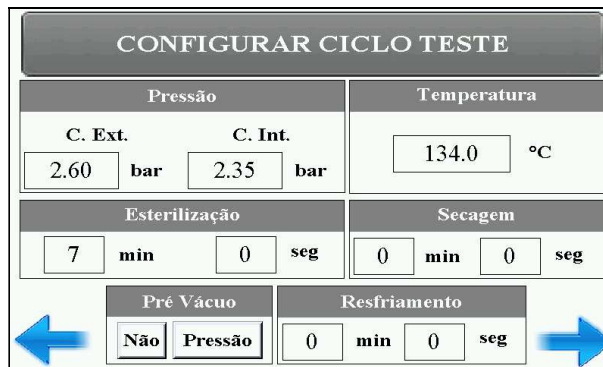 CONFIGURAR CICLO TESTE
Pressão
C. Ext. C. Int.
2.60 bar 2.35 bar
Temperatura
134.0 °C
Esterilização
7 min 0 seg
Secagem
0 min 0 seg
Pré Vácuo
Não Pressão
Resfriamento
0 min 0 seg